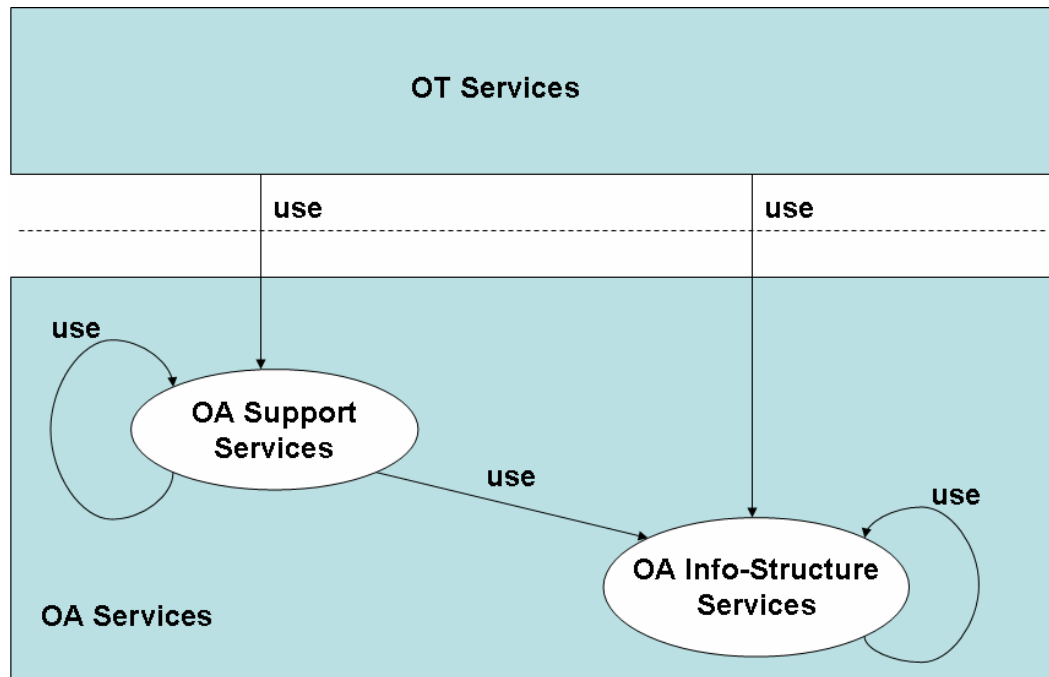 OT Services
use
use
use
OA Support
Services
use
use
OA Info-Structure
Services
OA Services